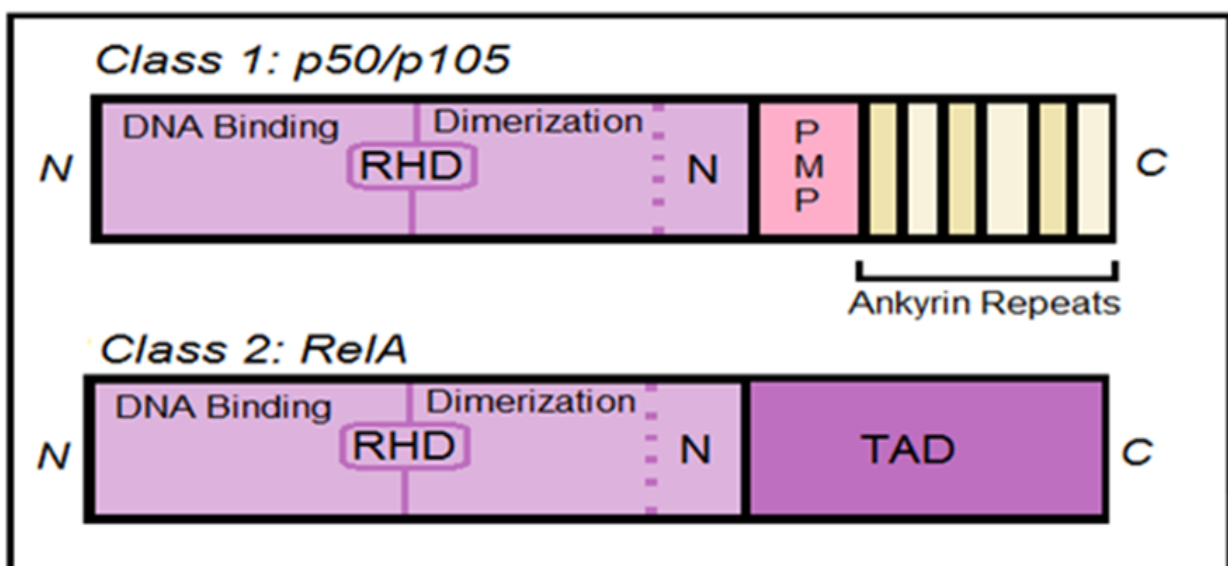 Class 1: p50/p105
DNA Binding
Dimerization
RHD
N
N
P
M
P
C
Ankyrin Repeats
Class 2: RelA
DNA Binding
Dimerization
RHD
N
N
TAD
C